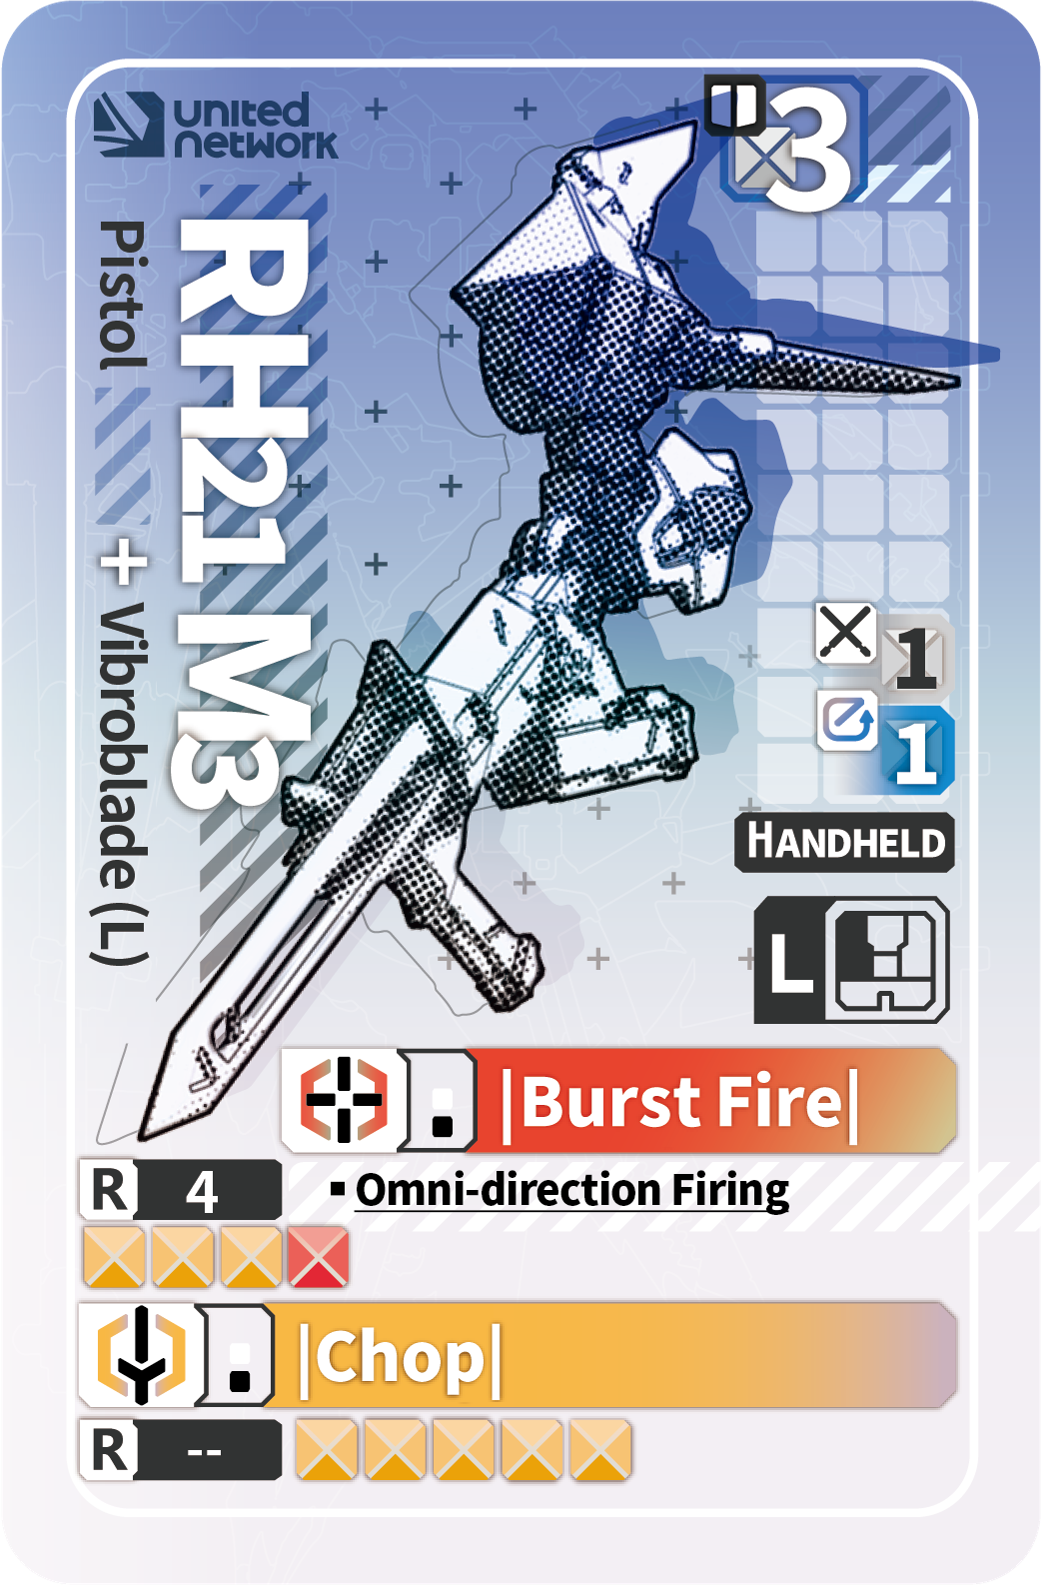 United
Network
3
RH21 M3
Pistol + Vibroblade (L)
1
1
HANDHELD
L
|Burst Fire|
R 4
▪ Omni-direction Firing
|Chop|
R --